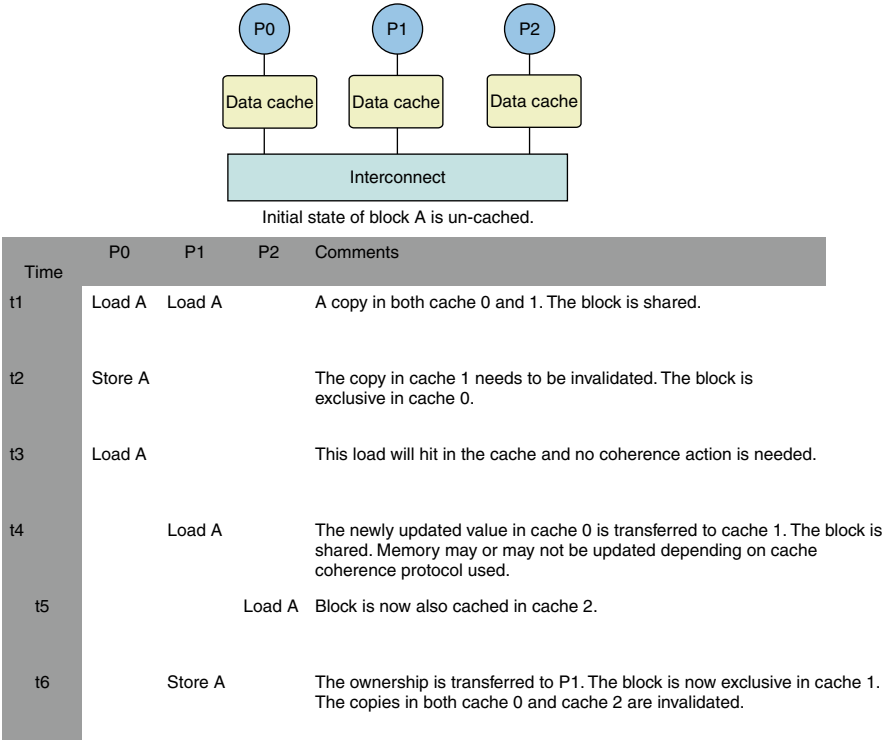 P0 P1 P2
Data cache Data cache Data cache
Interconnect
Initial state of block A is un-cached.
P0 P1 P2 Comments
Time
t1 Load A Load A A copy in both cache 0 and 1. The block is shared.
t2 Store A The copy in cache 1 needs to be invalidated. The block is
exclusive in cache 0.
t3 Load A This load will hit in the cache and no coherence action is needed.
t4 Load A The newly updated value in cache 0 is transferred to cache 1. The block is
shared. Memory may or may not be updated depending on cache
coherence protocol used.
t5 Load A Block is now also cached in cache 2.
t6 Store A The ownership is transferred to P1. The block is now exclusive in cache 1.
The copies in both cache 0 and cache 2 are invalidated.